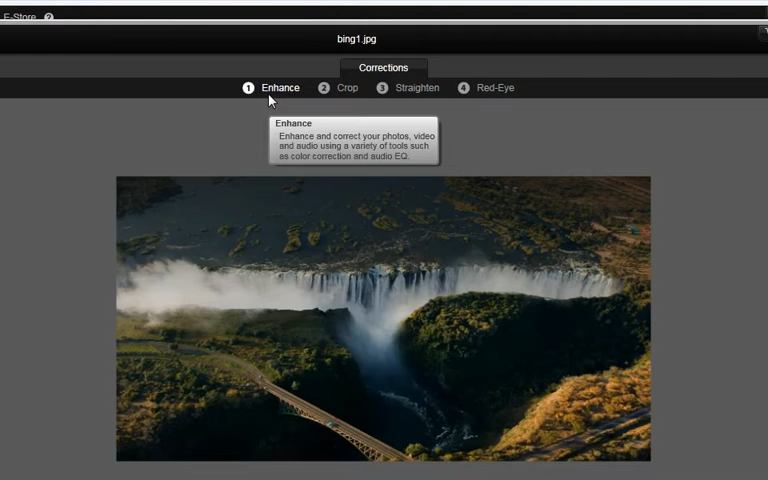 E-Store ?
bing1.jpg
Corrections
1 Enhance 2 Crop 3 Straighten 4 Red-Eye
Enhance
Enhance and correct your photos, video
and audio using a variety of tools such
as color correction and audio EQ.